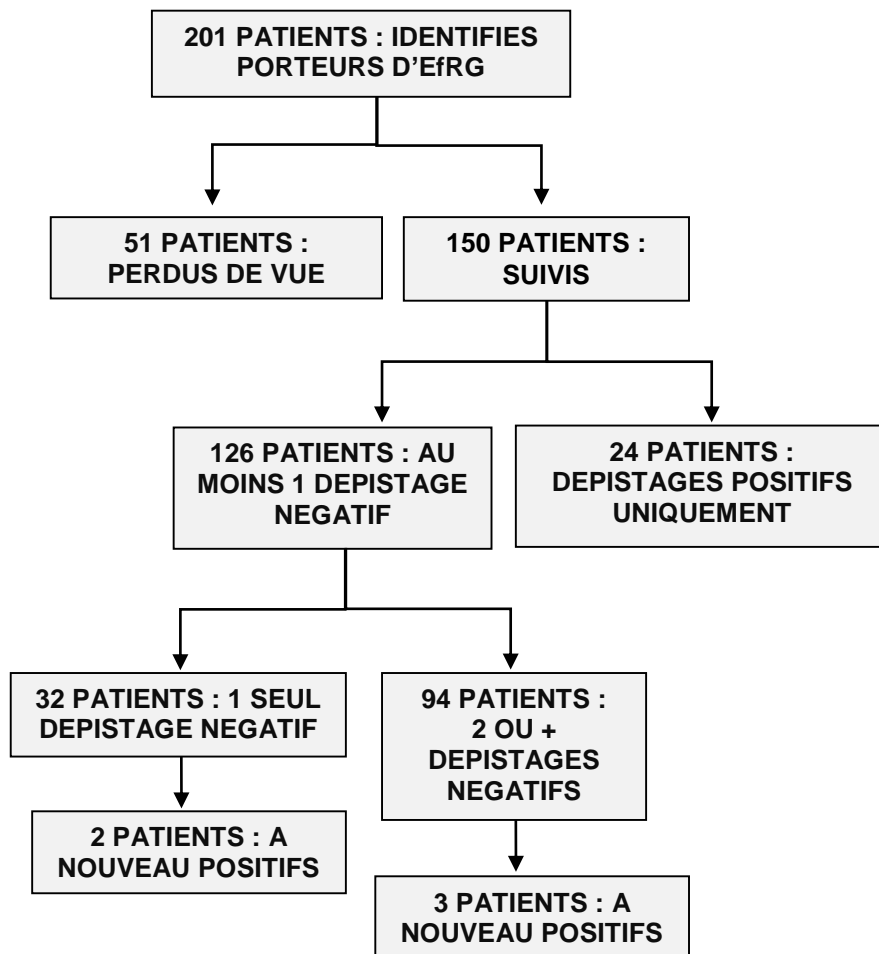 201 PATIENTS : IDENTIFIES
PORTEURS D’EfRG
51 PATIENTS :
PERDUS DE VUE
150 PATIENTS :
SUIVIS
126 PATIENTS : AU
MOINS 1 DEPISTAGE
NEGATIF
24 PATIENTS :
DEPISTAGES POSITIFS
UNIQUEMENT
32 PATIENTS : 1 SEUL
DEPISTAGE NEGATIF
94 PATIENTS :
2 OU +
DEPISTAGES
NEGATIFS
2 PATIENTS : A
NOUVEAU POSITIFS
3 PATIENTS : A
NOUVEAU POSITIFS